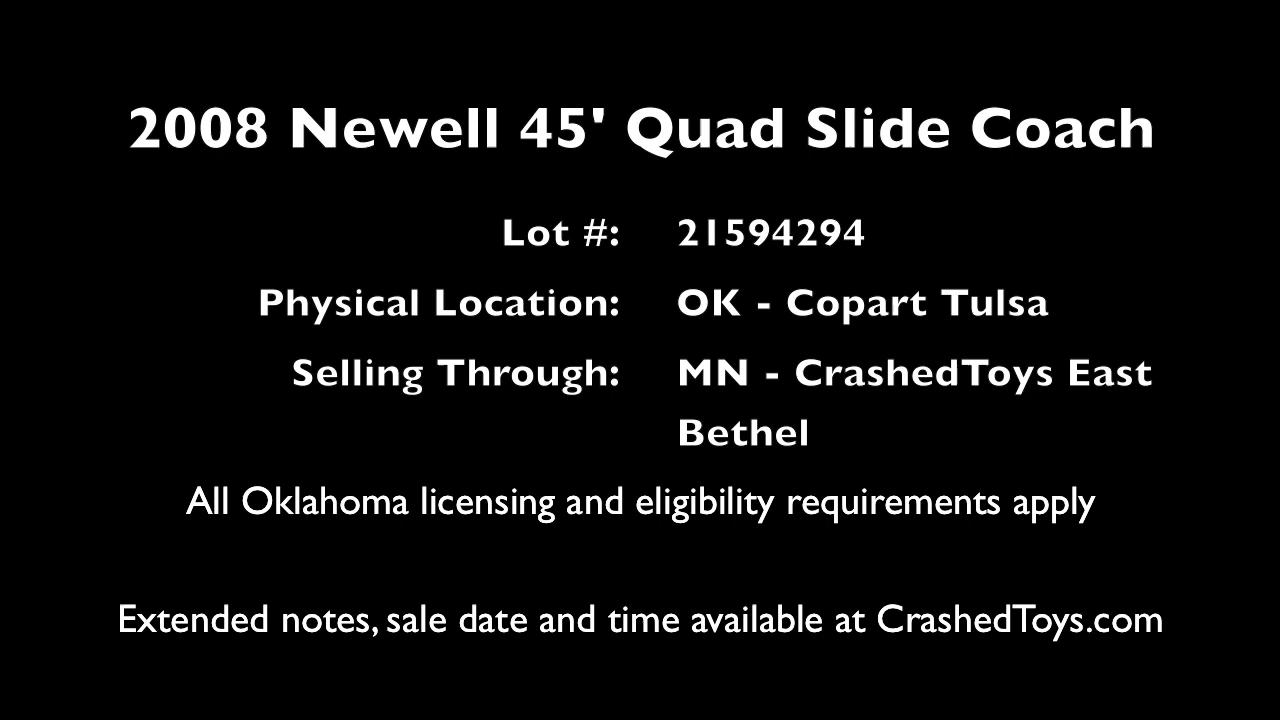 2008 Newell 45' Quad Slide Coach
Lot #: 21594294
Physical Location: OK - Copart Tulsa
Selling Through: MN - CrashedToys East
Bethel
All Oklahoma licensing and eligibility requirements apply
Extended notes, sale date and time available at CrashedToys.com